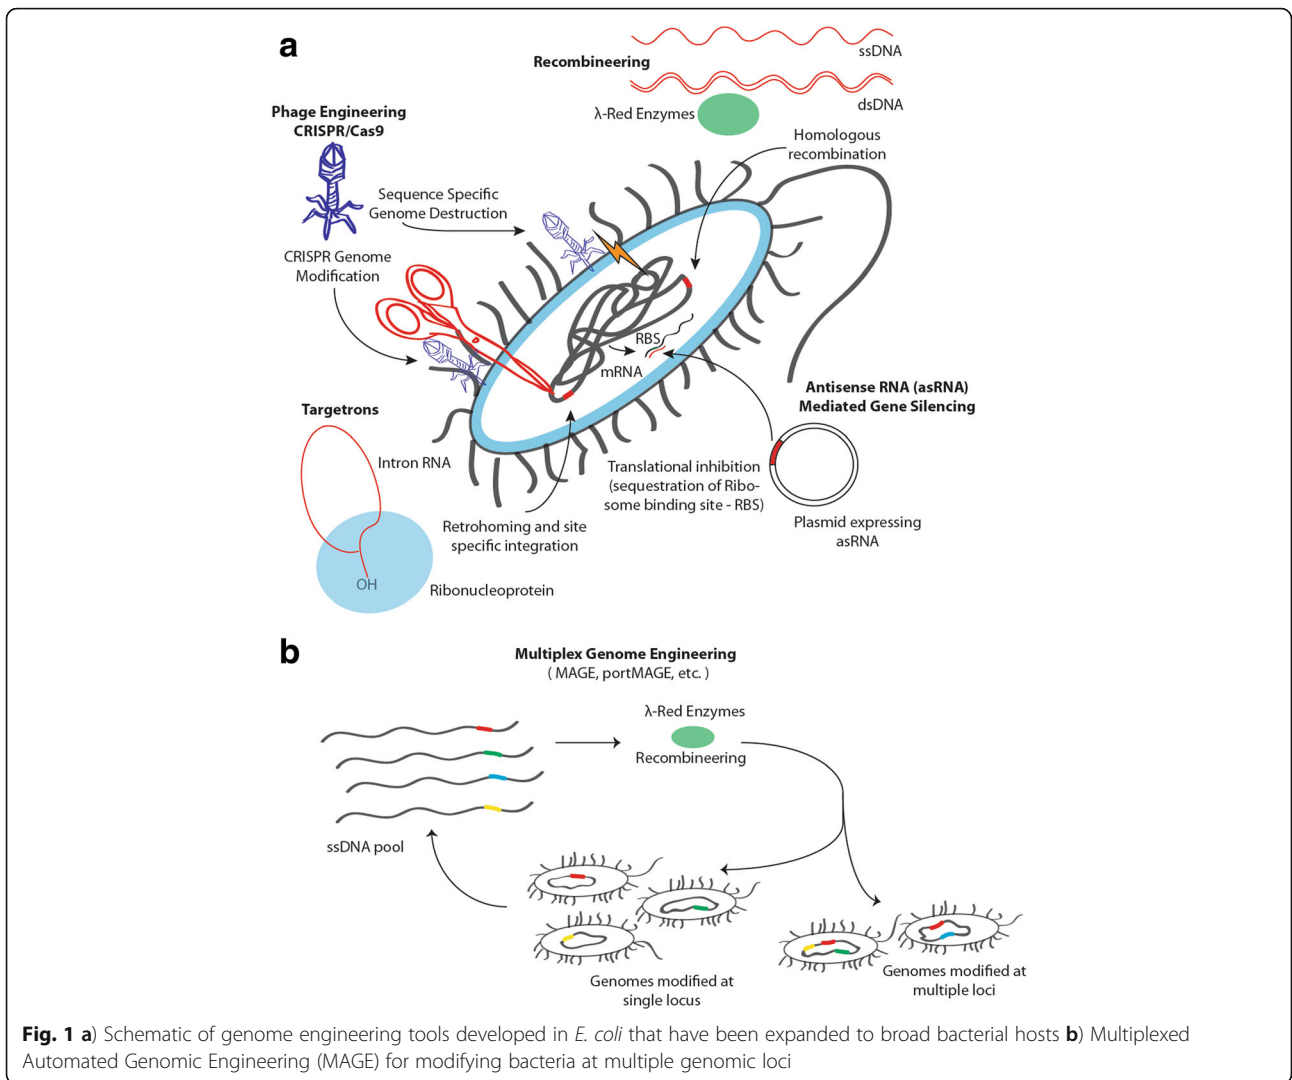 a
Recombineering
ssDNA
dsDNA
λ-Red Enzymes
Homologous
recombination
Phage Engineering
CRISPR/Cas9
Sequence Specific
Genome Destruction
CRISPR Genome
Modification
RBS
mRNA
Antisense RNA (asRNA)
Mediated Gene Silencing
Targetrons
Intron RNA
Translational inhibition
(sequestration of Ribo-
some binding site - RBS)
Plasmid expressing
asRNA
Retrohoming and site
specific integration
OH
Ribonucleoprotein
b
Multiplex Genome Engineering
( MAGE, portMAGE, etc. )
λ-Red Enzymes
Recombineering
ssDNA pool
Genomes modified at
single locus
Genomes modified at
multiple loci
Fig. 1 a) Schematic of genome engineering tools developed in E. coli that have been expanded to broad bacterial hosts b) Multiplexed
Automated Genomic Engineering (MAGE) for modifying bacteria at multiple genomic loci